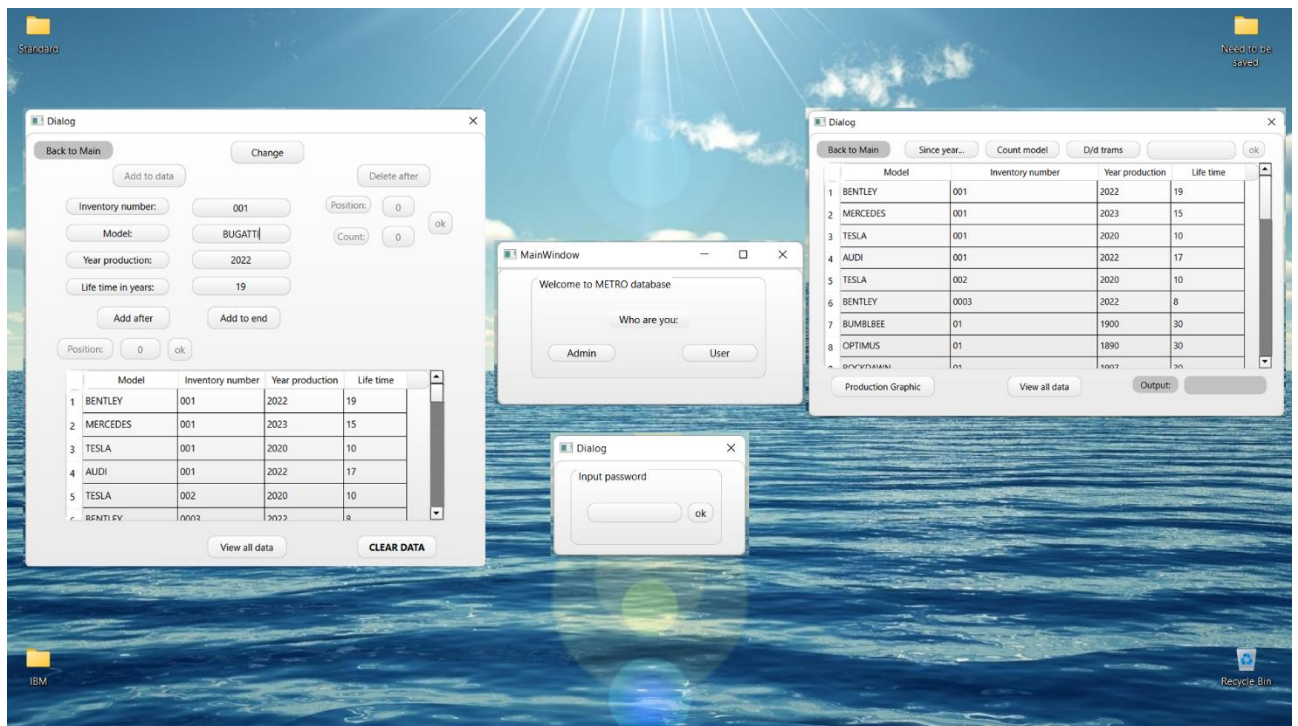 Standard
Need to be
saved
Dialog
Back to Main
Change
Add to data
Delete after
Inventory number:
001
Position:
0
ok
Model:
BUGATTI
Count:
0
Year production:
2022
Life time in years:
19
Add after
Add to end
Position:
0
ok
Model Inventory number Year production Life time
1 BENTLEY 001 2022 19
2 MERCEDES 001 2023 15
3 TESLA 001 2020 10
4 AUDI 001 2022 17
5 TESLA 002 2020 10
6 BENTLEY 0003 2022 8
View all data
CLEAR DATA
MainWindow
Welcome to METRO database
Who are you:
Admin
User
Dialog
Input password
ok
Dialog
Back to Main Since year... Count model D/d trams ok
Model Inventory number Year production Life time
1 BENTLEY 001 2022 19
2 MERCEDES 001 2023 15
3 TESLA 001 2020 10
4 AUDI 001 2022 17
5 TESLA 002 2020 10
6 BENTLEY 0003 2022 8
7 BUMBLBEE 01 1900 30
8 OPTIMUS 01 1890 30
01 1907
Production Graphic
View all data
Output:
IBM
Recycle Bin